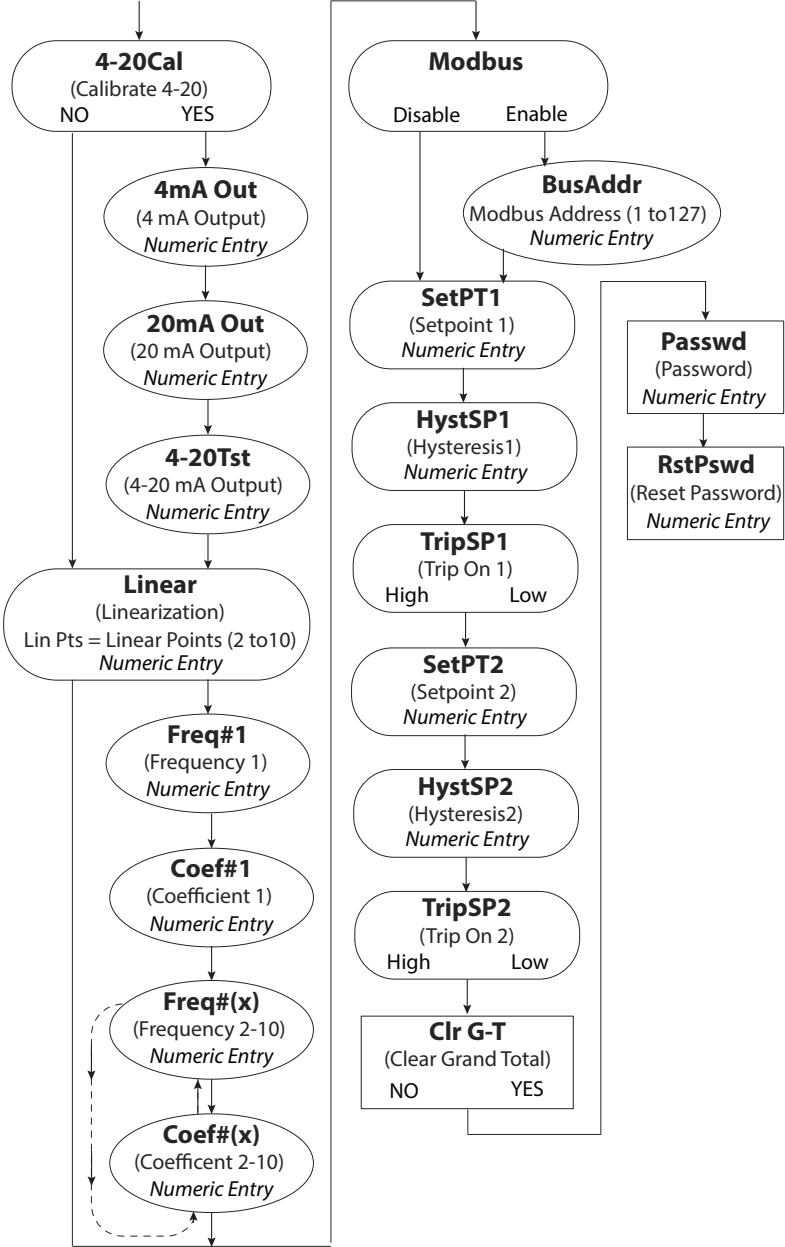 4-20Cal
(Calibrate 4-20)
NO YES
4mA Out
(4 mA Output)
Numeric Entry
20mA Out
(20 mA Output)
Numeric Entry
4-20Tst
(4-20 mA Output)
Numeric Entry
Linear
(Linearization)
Lin Pts = Linear Points (2 to10)
Numeric Entry
Freq#1
(Frequency 1)
Numeric Entry
Coef#1
(Coefficient 1)
Numeric Entry
Freq#(x)
(Frequency 2-10)
Numeric Entry
Coef#(x)
(Coefficent 2-10)
Numeric Entry
Modbus
Disable Enable
BusAddr
Modbus Address (1 to127)
Numeric Entry
SetPT1
(Setpoint 1)
Numeric Entry
HystSP1
(Hysteresis1)
Numeric Entry
TripSP1
(Trip On 1)
High Low
SetPT2
(Setpoint 2)
Numeric Entry
HystSP2
(Hysteresis2)
Numeric Entry
TripSP2
(Trip On 2)
High Low
Clr G-T
(Clear Grand Total)
NO YES
Passwd
(Password)
Numeric Entry
RstPswd
(Reset Password)
Numeric Entry